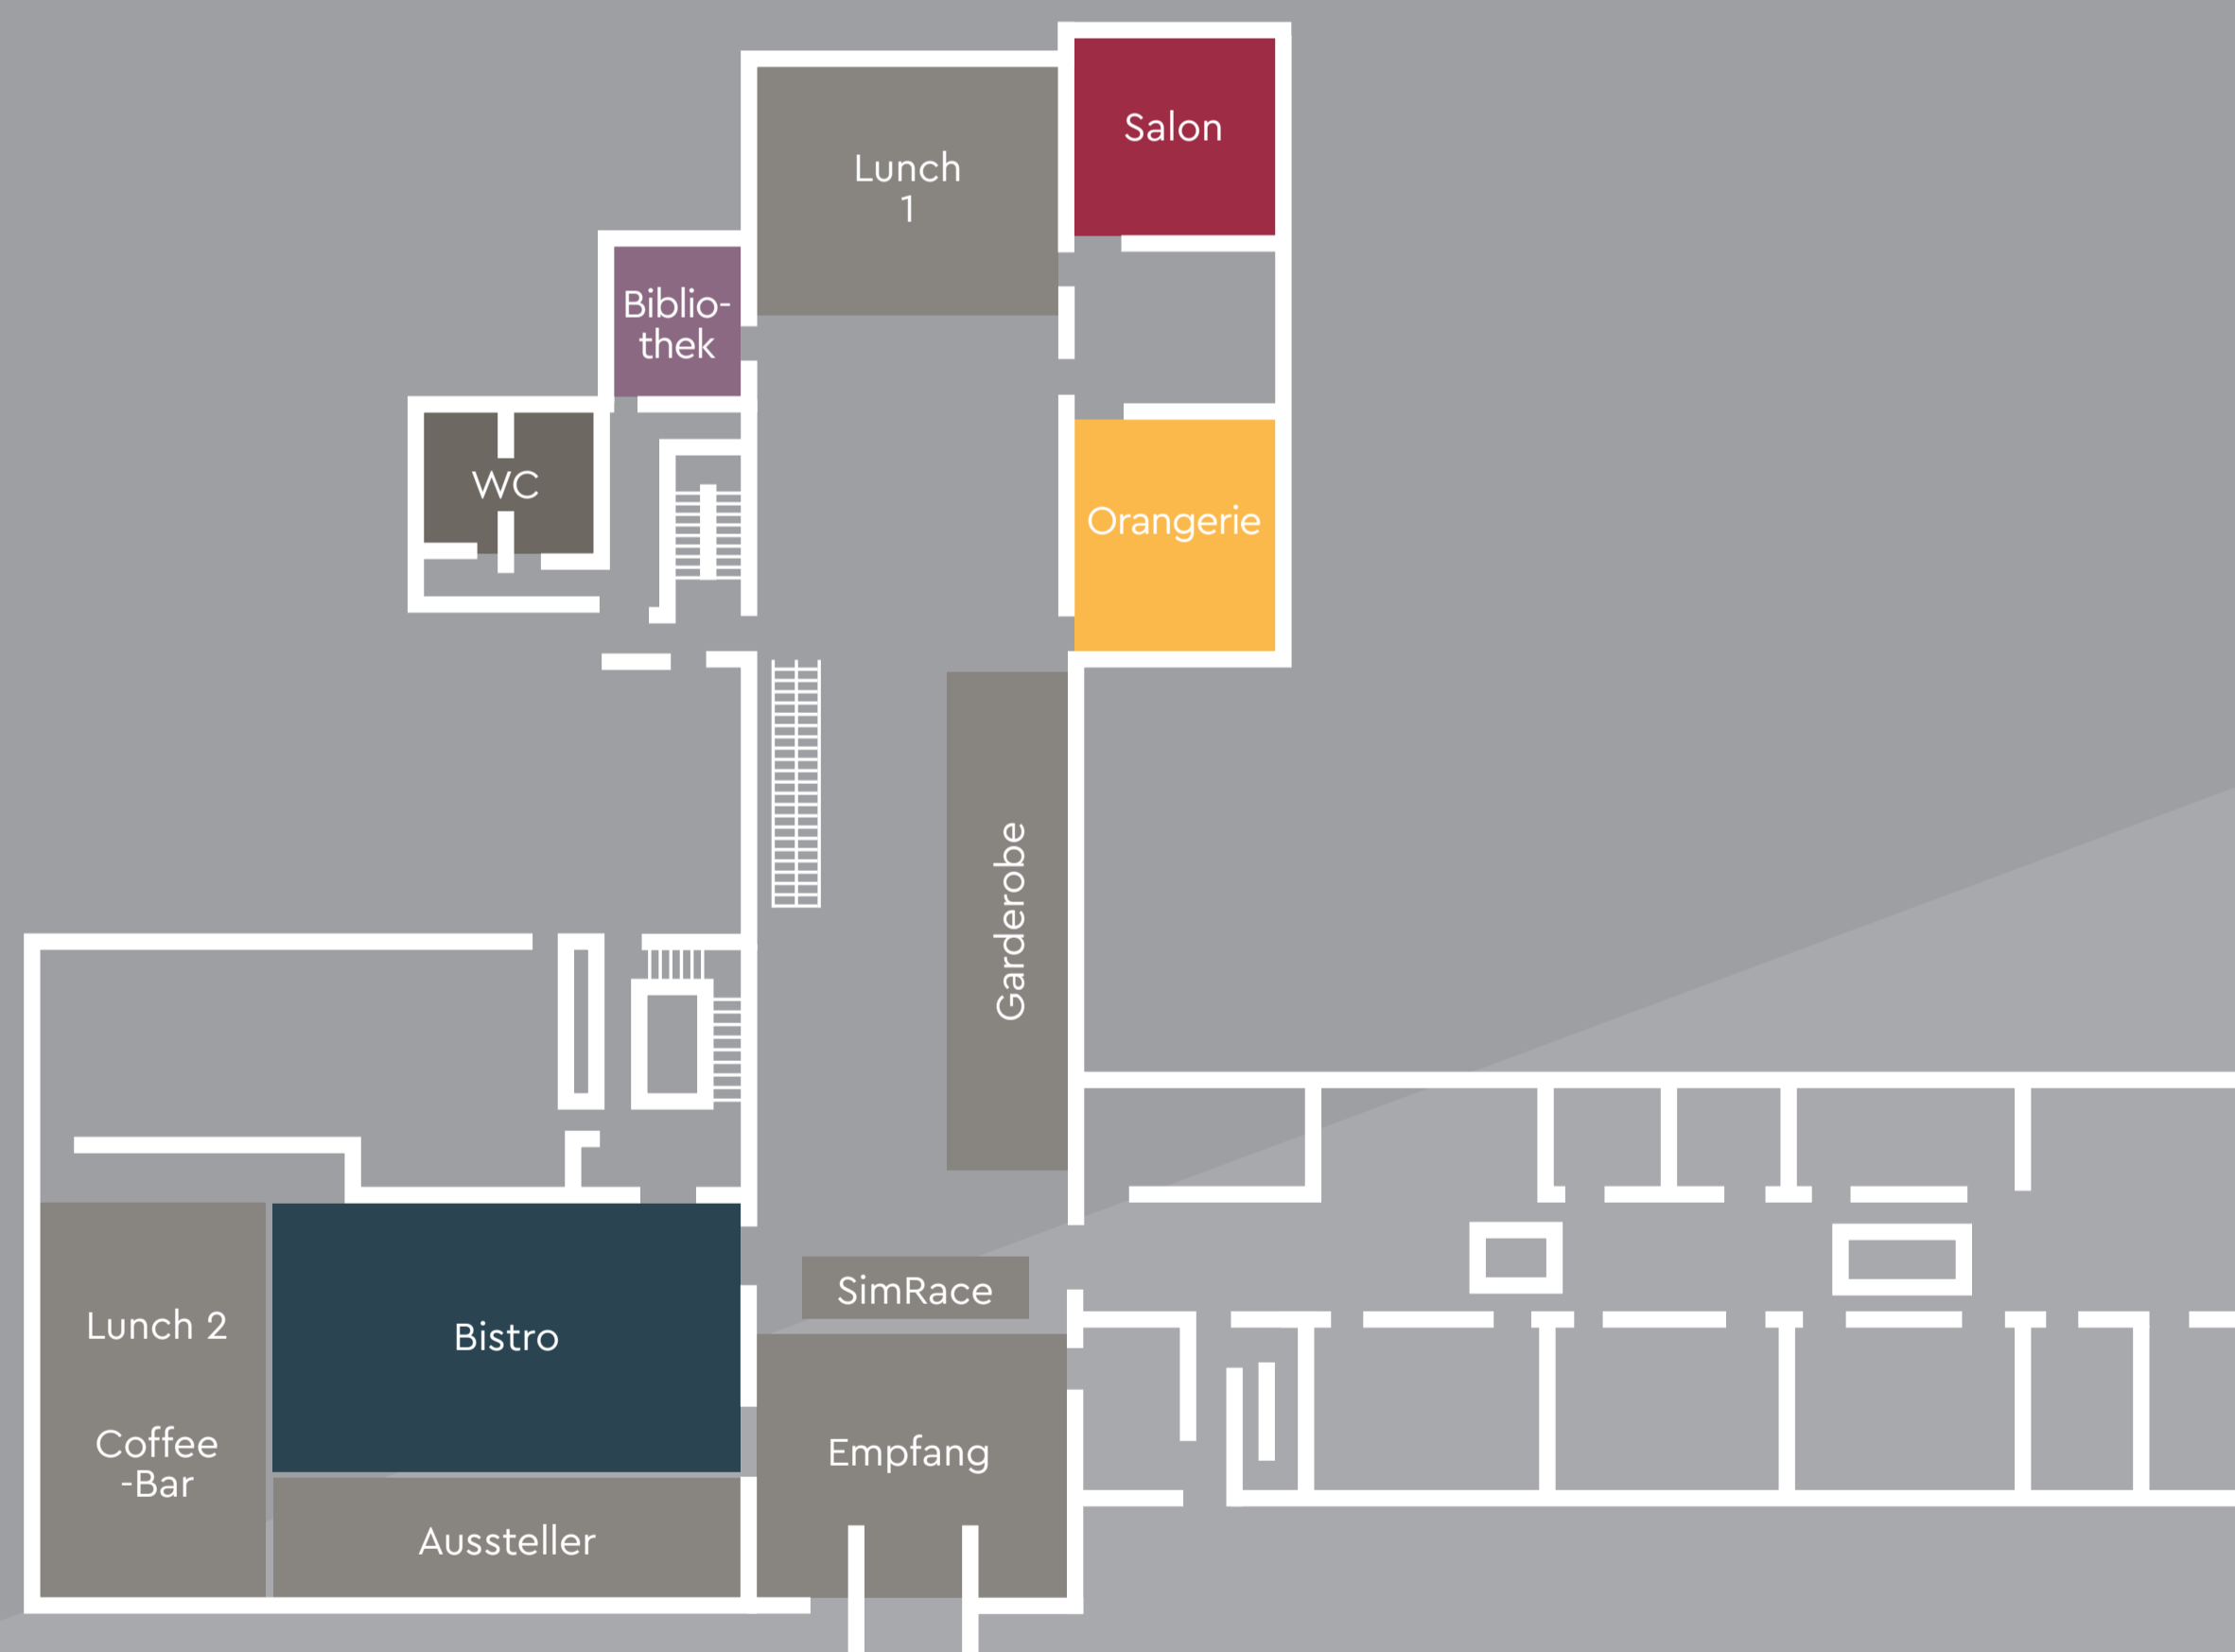 Salon
Lunch
1
Biblio-
thek
WC
Orangerie
Garderobe
SimRace
Bistro
Lunch 2
Coffee
-Bar
Empfang
Aussteller